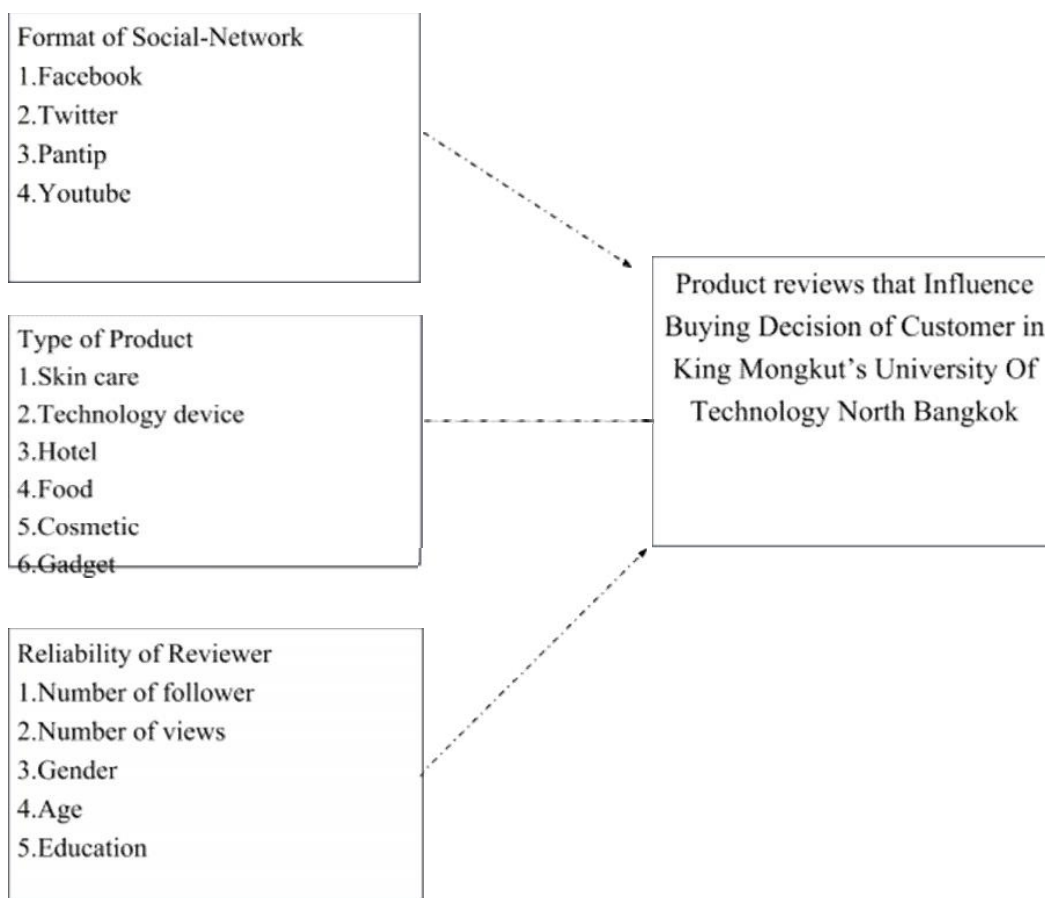 Format of Social-Network
1.Facebook
2.Twitter
3.Pantip
4.Youtube
Type of Product
1.Skin care
2.Technology device
3.Hotel
4.Food
5.Cosmetic
6.Gadget
Reliability of Reviewer
1.Number of follower
2.Number of views
3.Gender
4.Age
5.Education
Product reviews that Influence
Buying Decision of Customer in
King Mongkut’s University Of
Technology North Bangkok